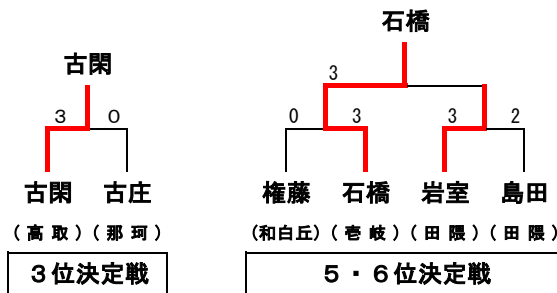 石橋
古閑
3
３ ０
0 3 3 2
古閑 古庄 権藤 石橋 岩室 島田
(高取) (那珂) (和白丘) (壱岐) (田隈) (田隈)
３位決定戦 ５・６位決定戦